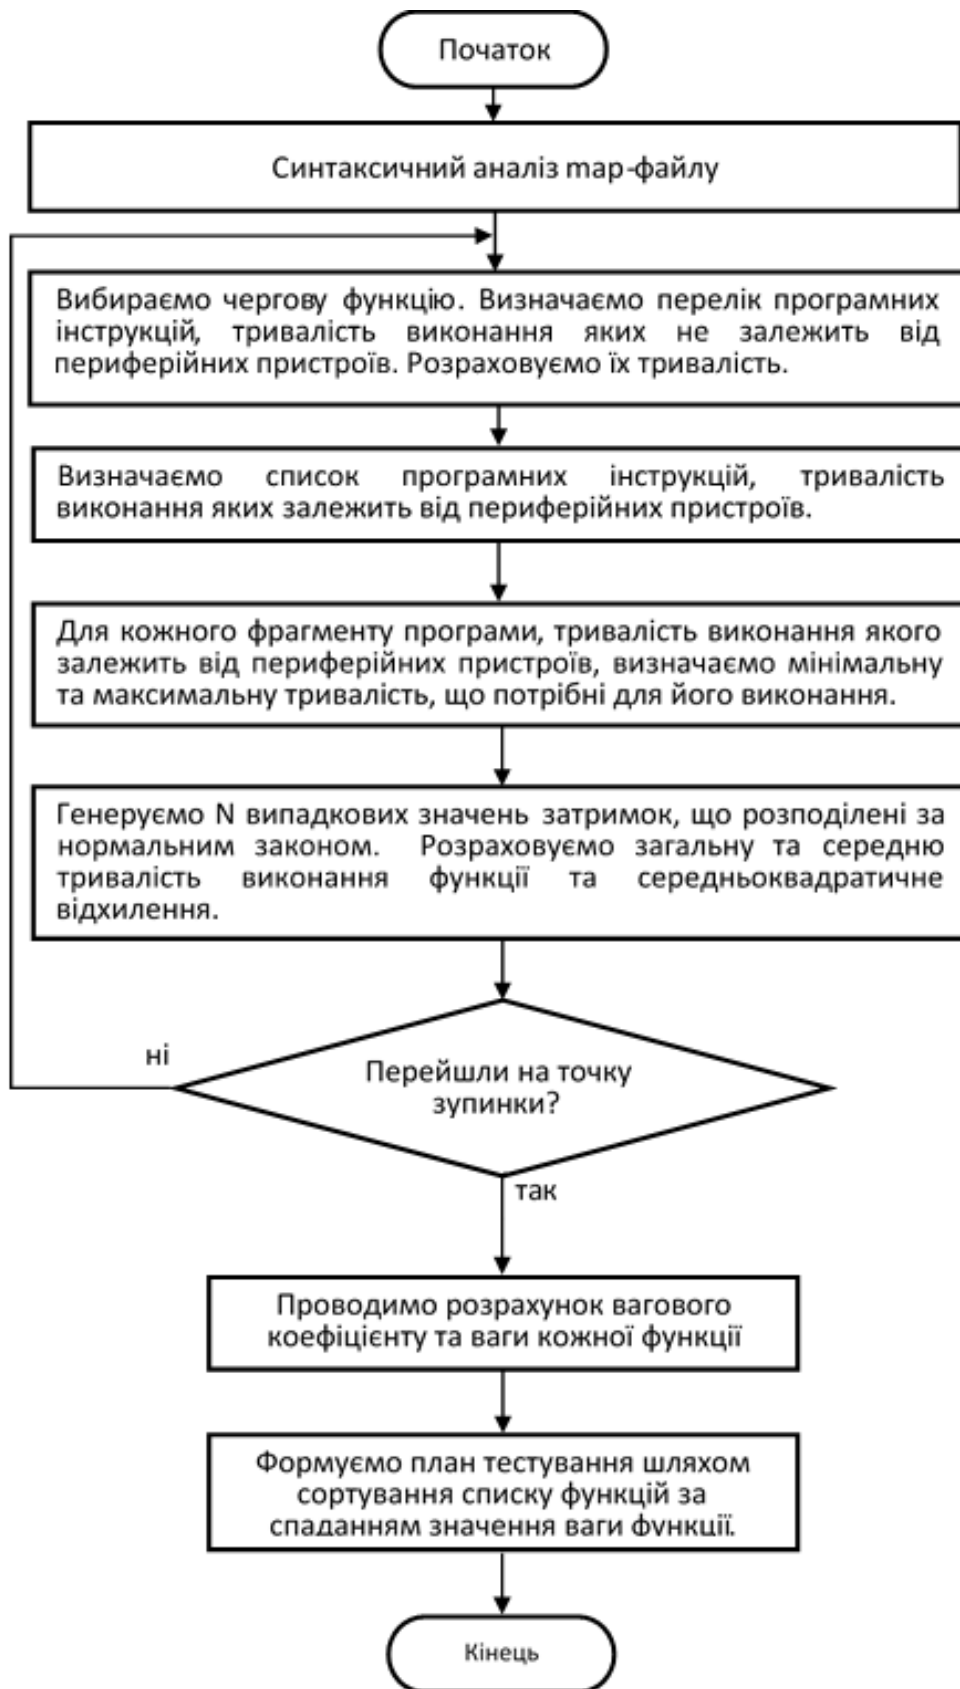 Початок
Синтаксичний аналіз map-файлу
Вибираємо чергову функцію. Визначаємо перелік програмних
інструкцій, тривалість виконання яких не залежить від
периферійних пристроїв. Розраховуємо їх тривалість.
Визначаємо список програмних інструкцій, тривалість
виконання яких залежить від периферійних пристроїв.
Для кожного фрагменту програми, тривалість виконання якого
залежить від периферійних пристроїв, визначаємо мінімальну
та максимальну тривалість, що потрібні для його виконання.
Генеруємо N випадкових значень затримок, що розподілені за
нормальним законом. Розраховуємо загальну та середню
тривалість виконання функції та середньоквадратичне
відхилення.
ні
Перейшли на точку
зупинки?
так
Проводимо розрахунок вагового
коефіцієнту та ваги кожної функції
Формуємо план тестування шляхом
сортування списку функцій за
спаданням значення ваги функції.
Кінець